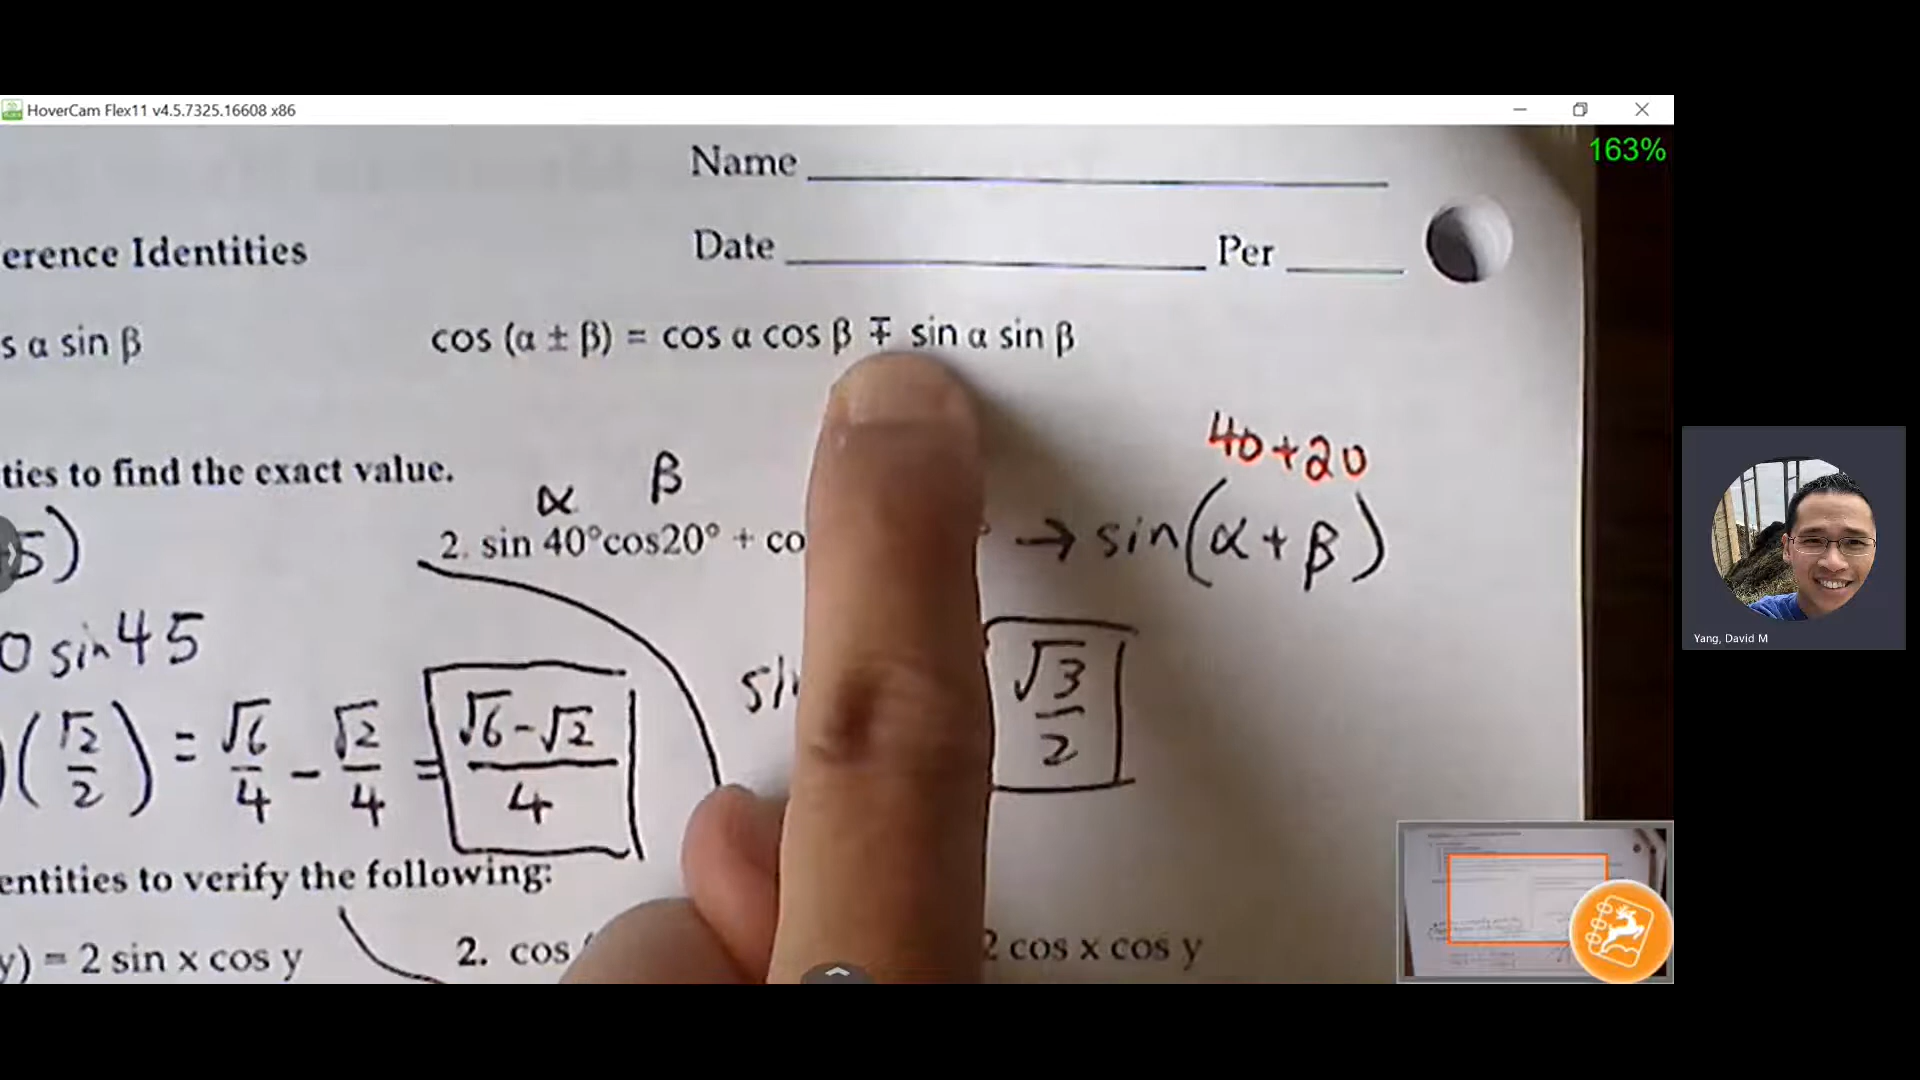 HoverCam Flex11 v4.5.7325.16608 x86
163%
Name
erence Identities
Date Per
s α sin β
cos (α ± β) = cos α cos β ∓ sin α sin β
40+20
ties to find the exact value.
α β
5)
2. sin 40°cos20° + co
→ sin(α + β)
0 sin 45
sin
√3/2
(√2/2) = √6/4 - √2/4 = (√6-√2)/4
entities to verify the following:
y) = 2 sin x cos y
2. cos
2 cos x cos y
Yang, David M